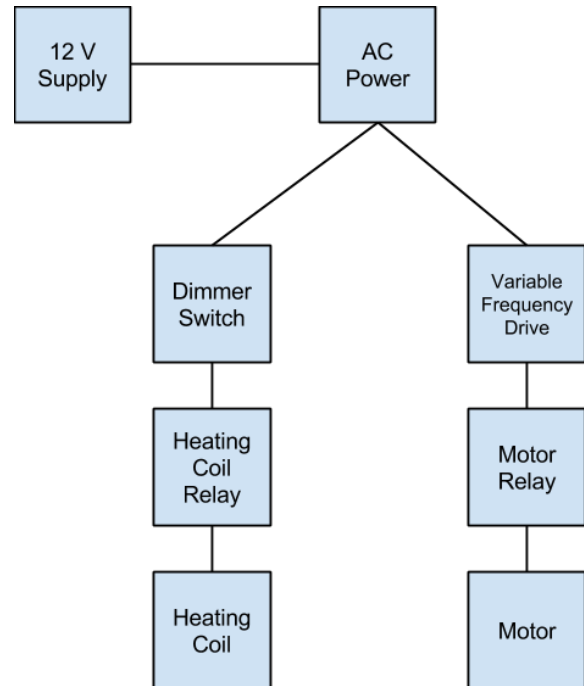 12 V
Supply
AC
Power
Dimmer
Switch
Variable
Frequency
Drive
Heating
Coil
Relay
Motor
Relay
Heating
Coil
Motor